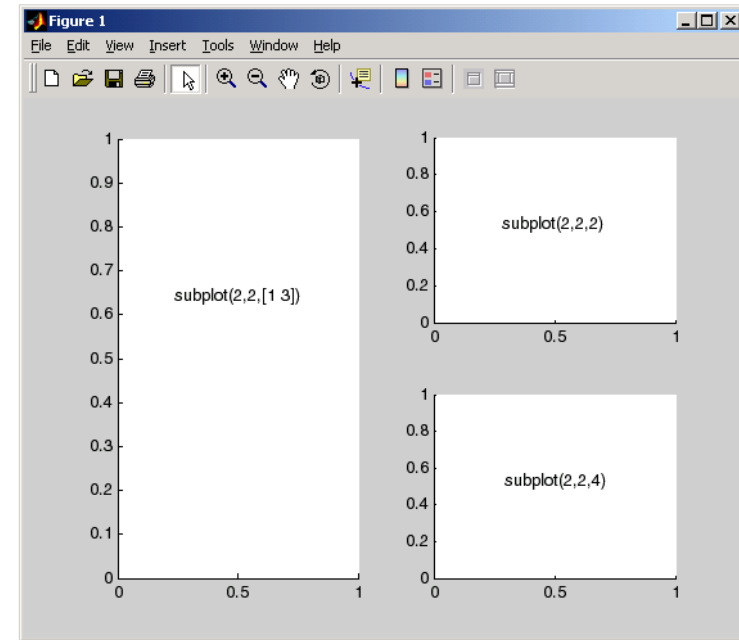 Figure 1
File Edit View Insert Tools Window Help
1
0.9
0.8
0.7
subplot(2,2,[1 3])
0.6
0.5
0.4
0.3
0.2
0.1
0
0 0.5 1
1
0.8
0.6
subplot(2,2,2)
0.4
0.2
0
0 0.5 1
1
0.8
0.6
subplot(2,2,4)
0.4
0.2
0
0 0.5 1